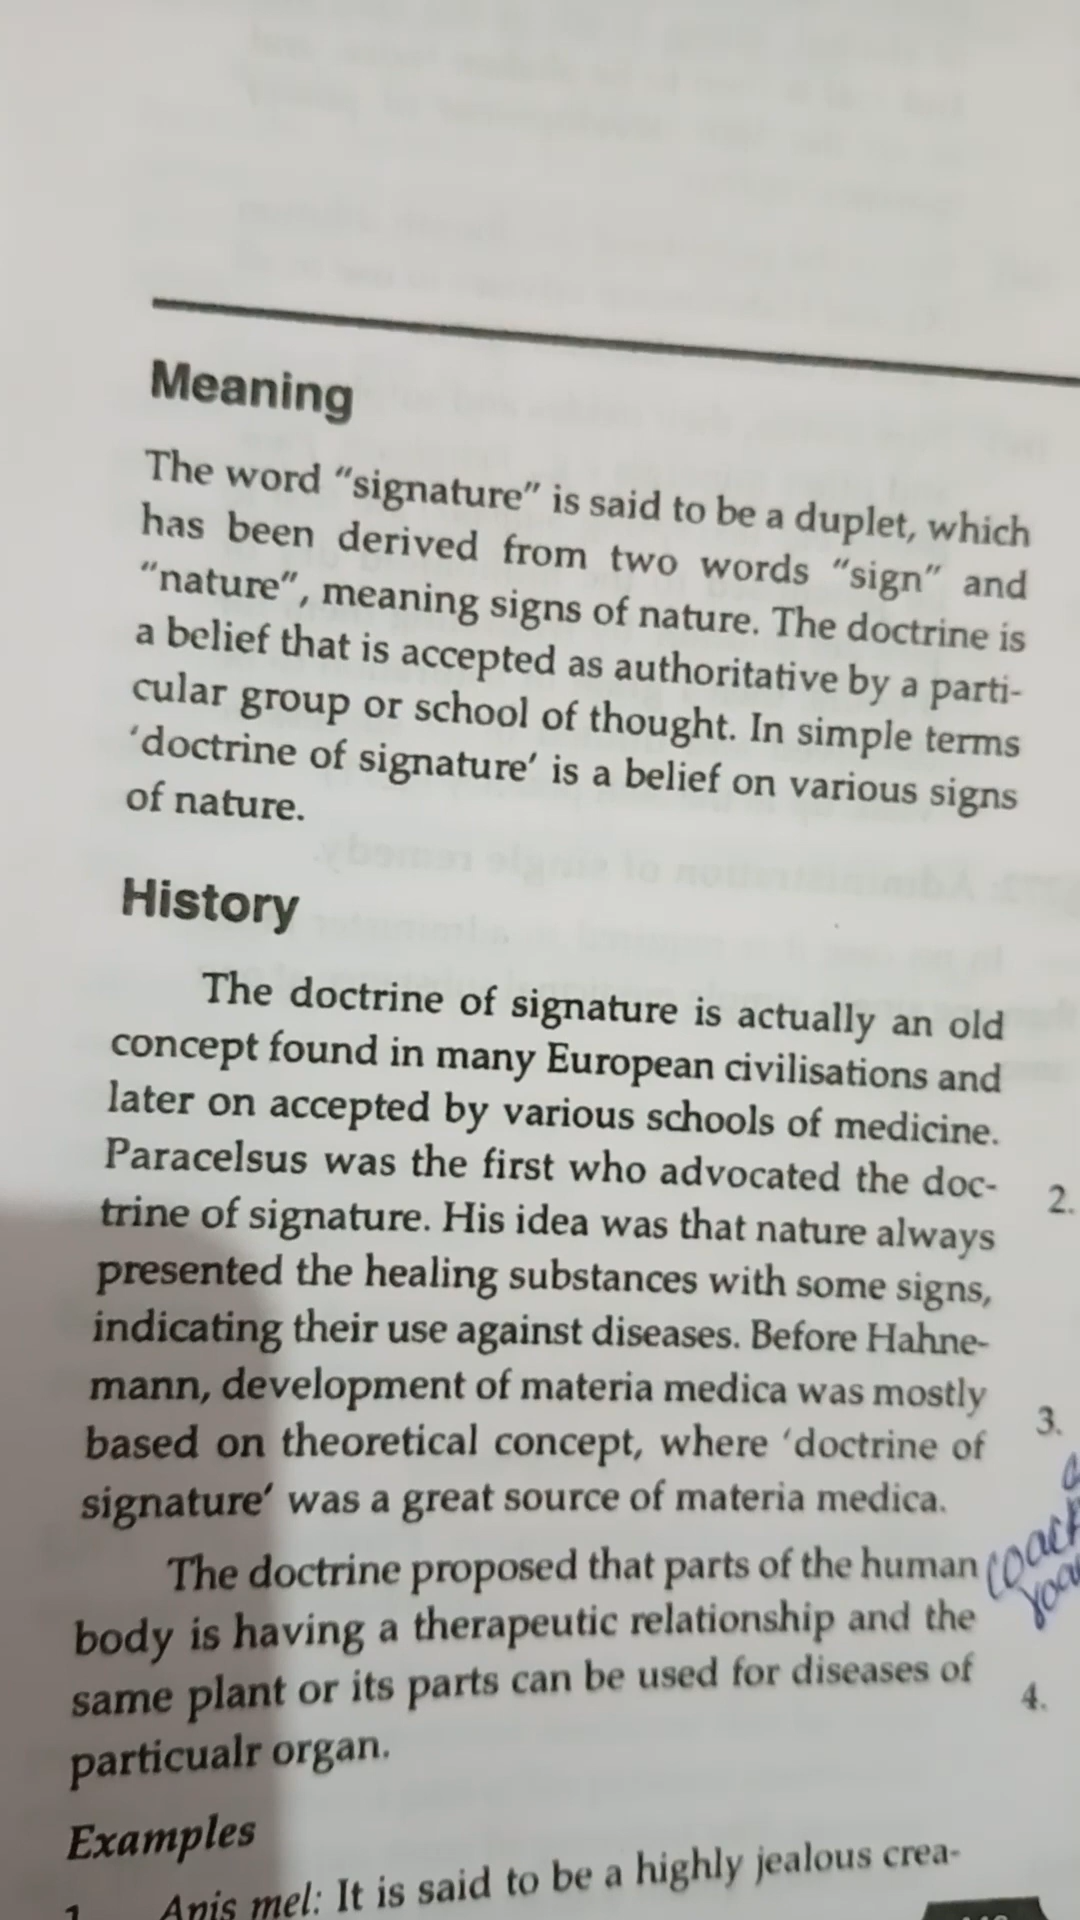 Meaning
The word "signature" is said to be a duplet, which
has been derived from two words "sign" and
"nature", meaning signs of nature. The doctrine is
a belief that is accepted as authoritative by a parti-
cular group or school of thought. In simple terms
'doctrine of signature' is a belief on various signs
of nature.
History
The doctrine of signature is actually an old
concept found in many European civilisations and
later on accepted by various schools of medicine.
Paracelsus was the first who advocated the doc-
trine of signature. His idea was that nature always
presented the healing substances with some signs,
indicating their use against diseases. Before Hahne-
mann, development of materia medica was mostly
based on theoretical concept, where 'doctrine of
signature' was a great source of materia medica.
The doctrine proposed that parts of the human
body is having a therapeutic relationship and the
same plant or its parts can be used for diseases of
particualr organ.
Examples
1. Apis mel: It is said to be a highly jealous crea-
2.
3.
4.